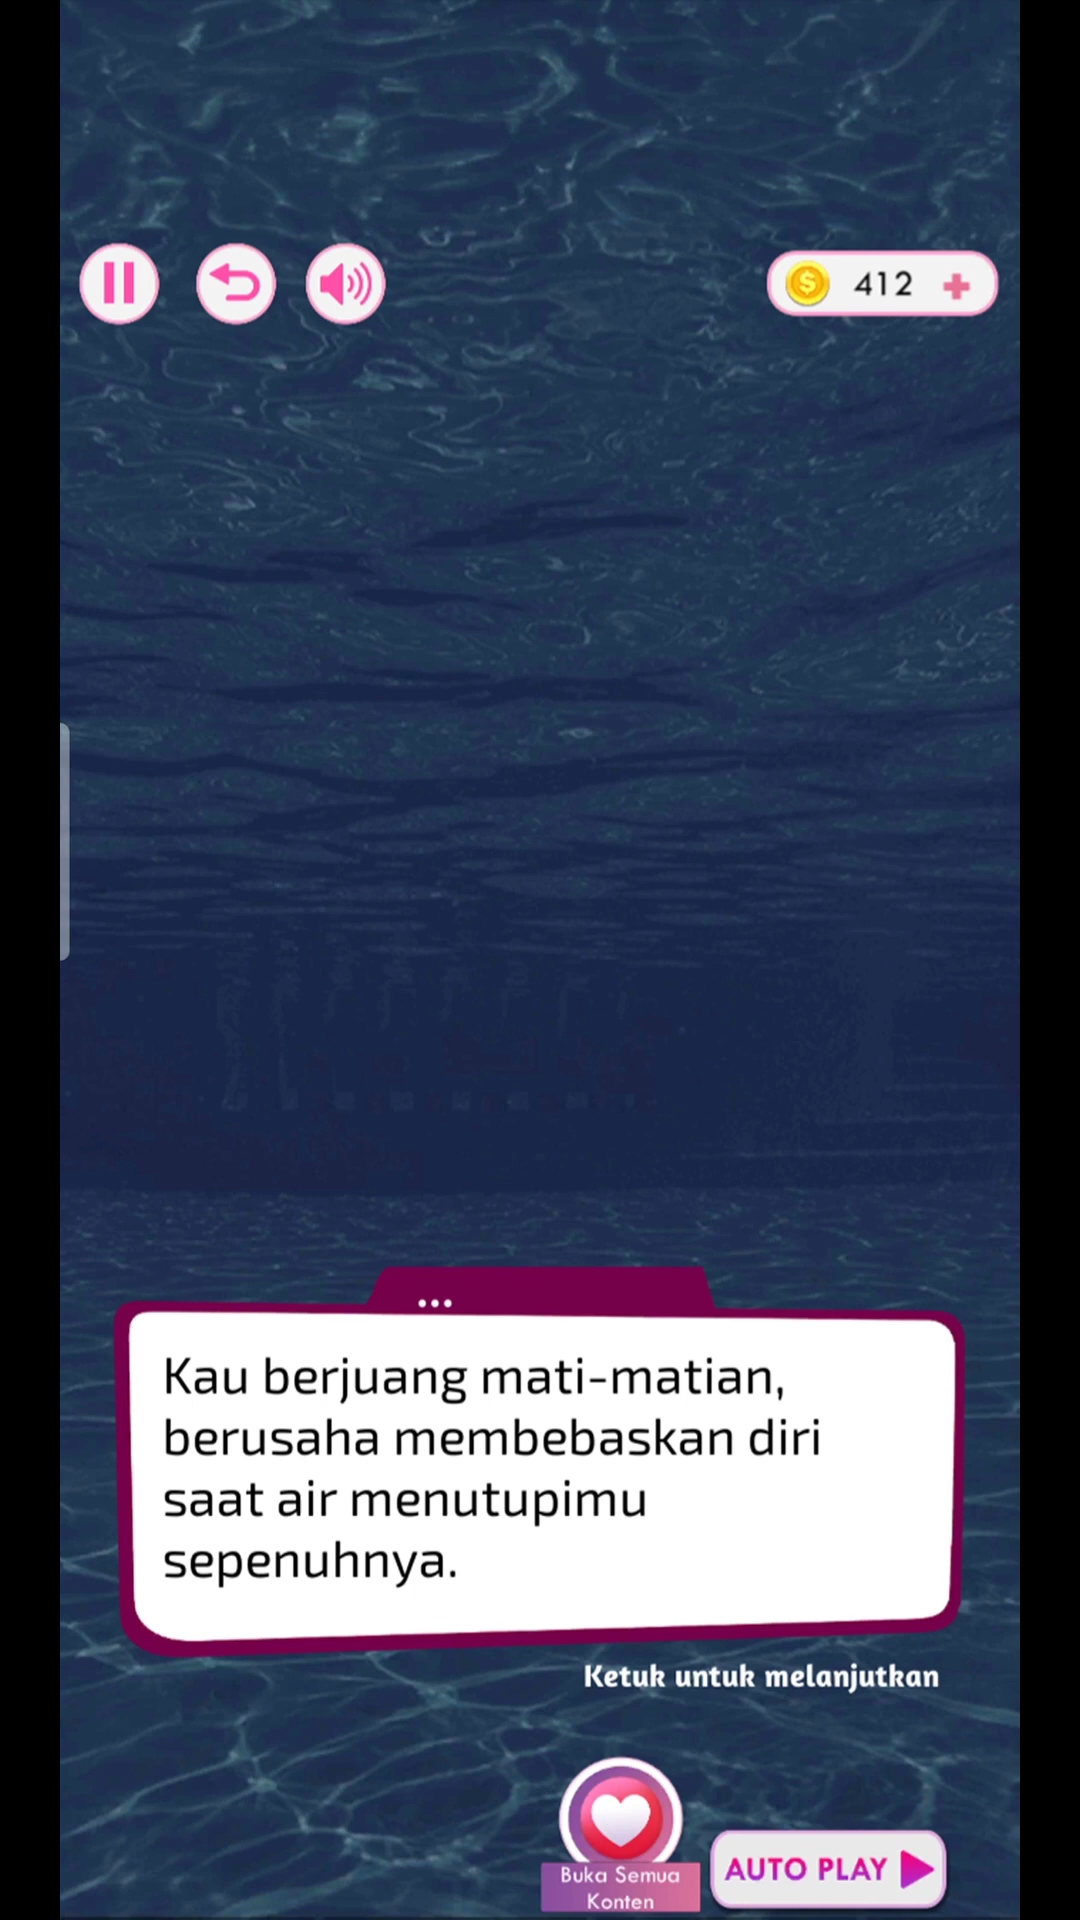 412
...
Kau berjuang mati-matian,
berusaha membebaskan diri
saat air menutupimu
sepenuhnya.
Ketuk untuk melanjutkan
Buka Semua
Konten
AUTO PLAY